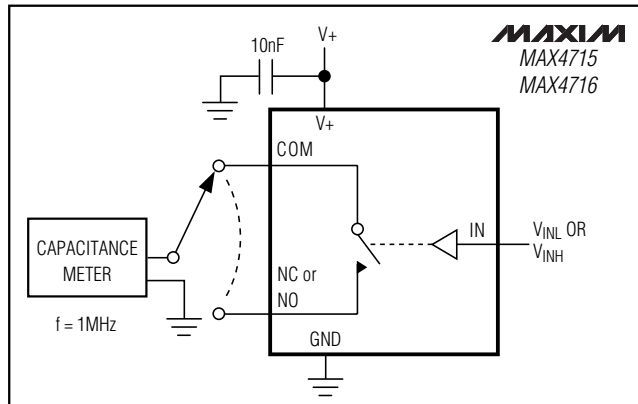 MAXIM
MAX4715
MAX4716
V+
10nF
V+
COM
IN
VINL OR
VINH
CAPACITANCE
METER
f = 1MHz
NC or
NO
GND